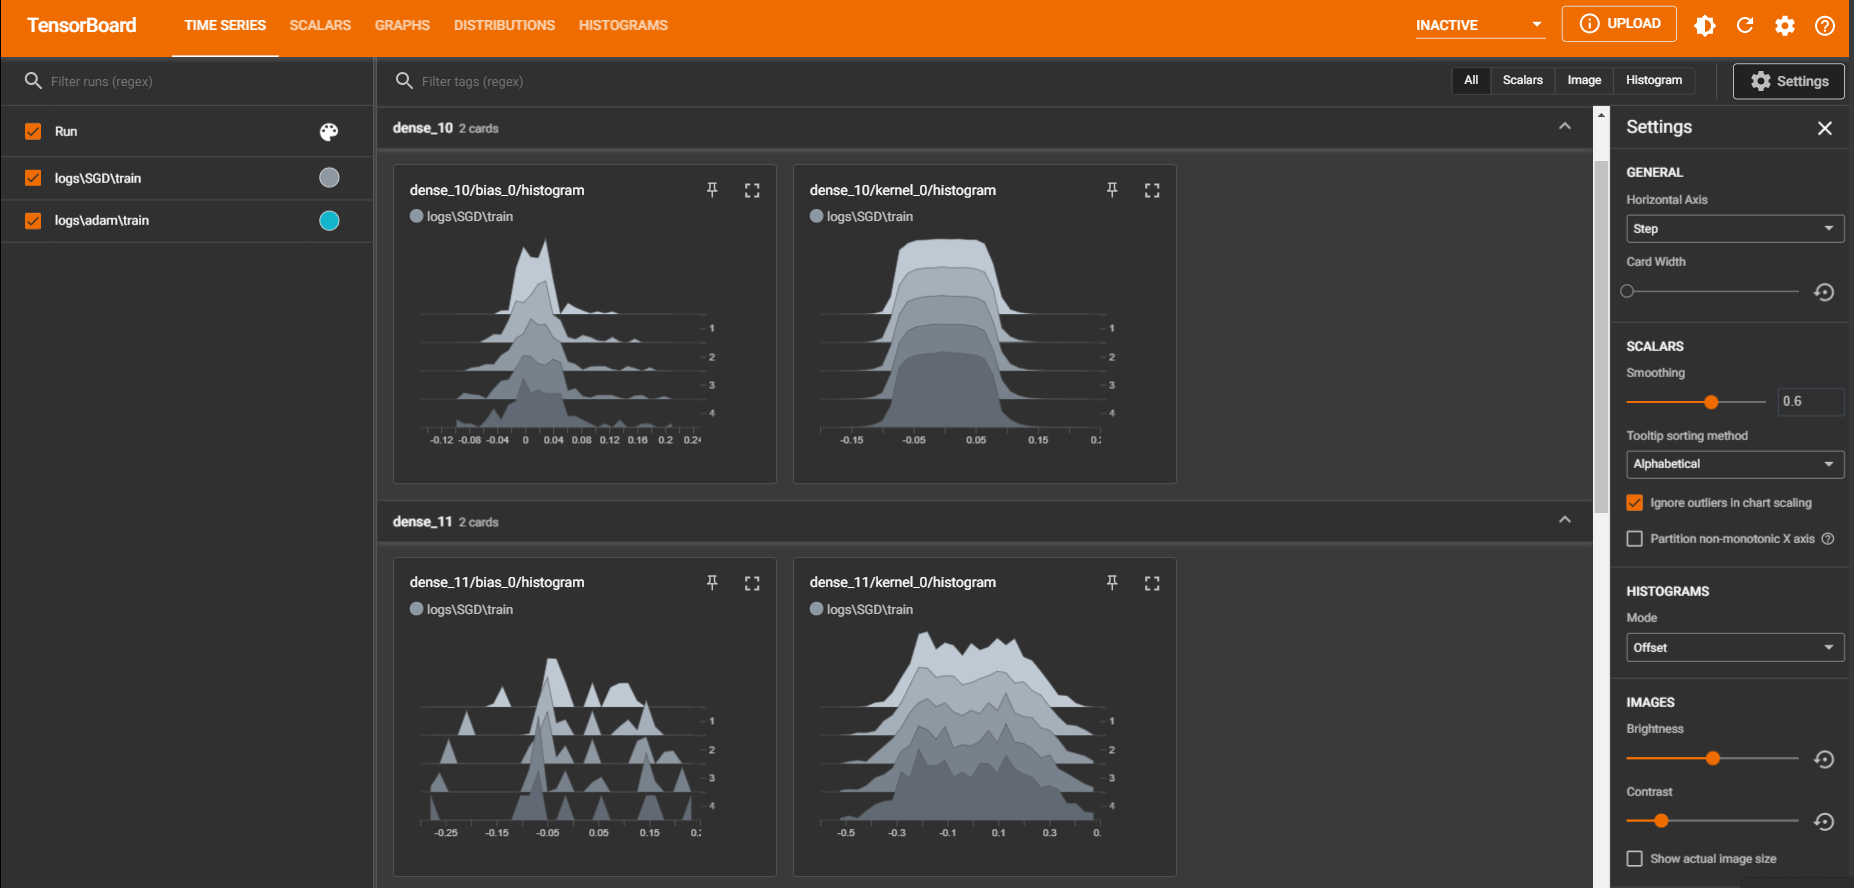 TensorBoard
TIME SERIES SCALARS GRAPHS DISTRIBUTIONS HISTOGRAMS
INACTIVE
UPLOAD
Filter runs (regex)
Run
logs\SGD\train
logs\adam\train
Filter tags (regex)
All Scalars Image Histogram
Settings
dense_10 2 cards
dense_10/bias_0/histogram
logs\SGD\train
1
2
3
4
-0.12 -0.08 -0.04 0 0.04 0.08 0.12 0.16 0.2 0.24
dense_10/kernel_0/histogram
logs\SGD\train
1
2
3
4
-0.15 -0.05 0.05 0.15
dense_11 2 cards
dense_11/bias_0/histogram
logs\SGD\train
1
2
3
4
-0.25 -0.15 -0.05 0.05 0.15
dense_11/kernel_0/histogram
logs\SGD\train
1
2
3
4
-0.5 -0.3 -0.1 0.1 0.3
Settings
GENERAL
Horizontal Axis
Step
Card Width
SCALARS
Smoothing
0.6
Tooltip sorting method
Alphabetical
Ignore outliers in chart scaling
Partition non-monotonic X axis
HISTOGRAMS
Mode
Offset
IMAGES
Brightness
Contrast
Show actual image size